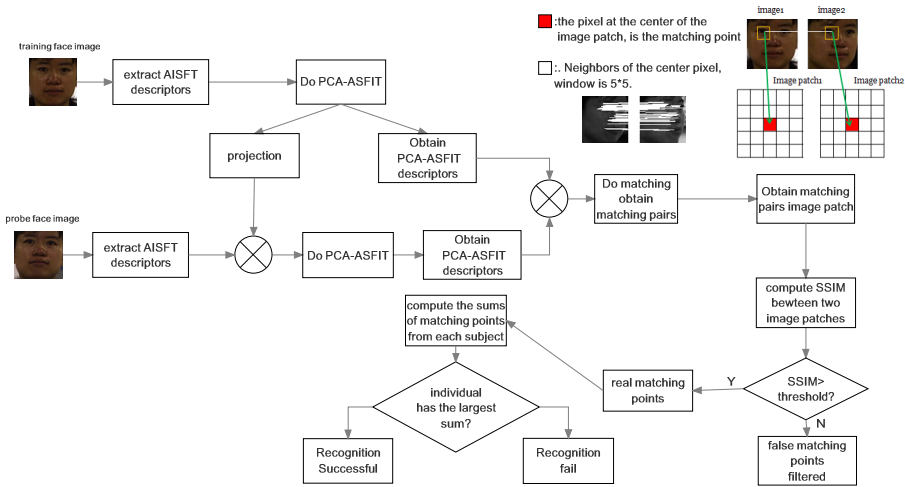 image1
image2
:the pixel at the center of the
image patch, is the matching point
:. Neighbors of the center pixel,
window is 5*5.
Image patch1
Image patch2
training face image
extract AISFT
descriptors
Do PCA-ASFIT
projection
Obtain
PCA-ASFIT
descriptors
Do matching
obtain
matching pairs
Obtain matching
pairs image patch
probe face image
extract AISFT
descriptors
Do PCA-ASFIT
Obtain
PCA-ASFIT
descriptors
compute SSIM
bewteen two
image patches
compute the sums
of matching points
from each subject
SSIM>
threshold?
Y
N
real matching
points
individual
has the largest
sum?
false matching
points
filtered
Recognition
Successful
Recognition
fail